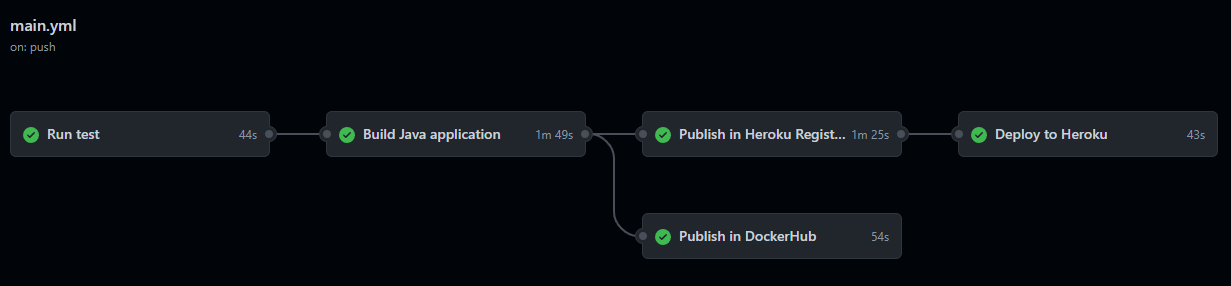 main.yml
on: push
Run test 44s
Build Java application 1m 49s
Publish in Heroku Regist... 1m 25s
Deploy to Heroku 43s
Publish in DockerHub 54s